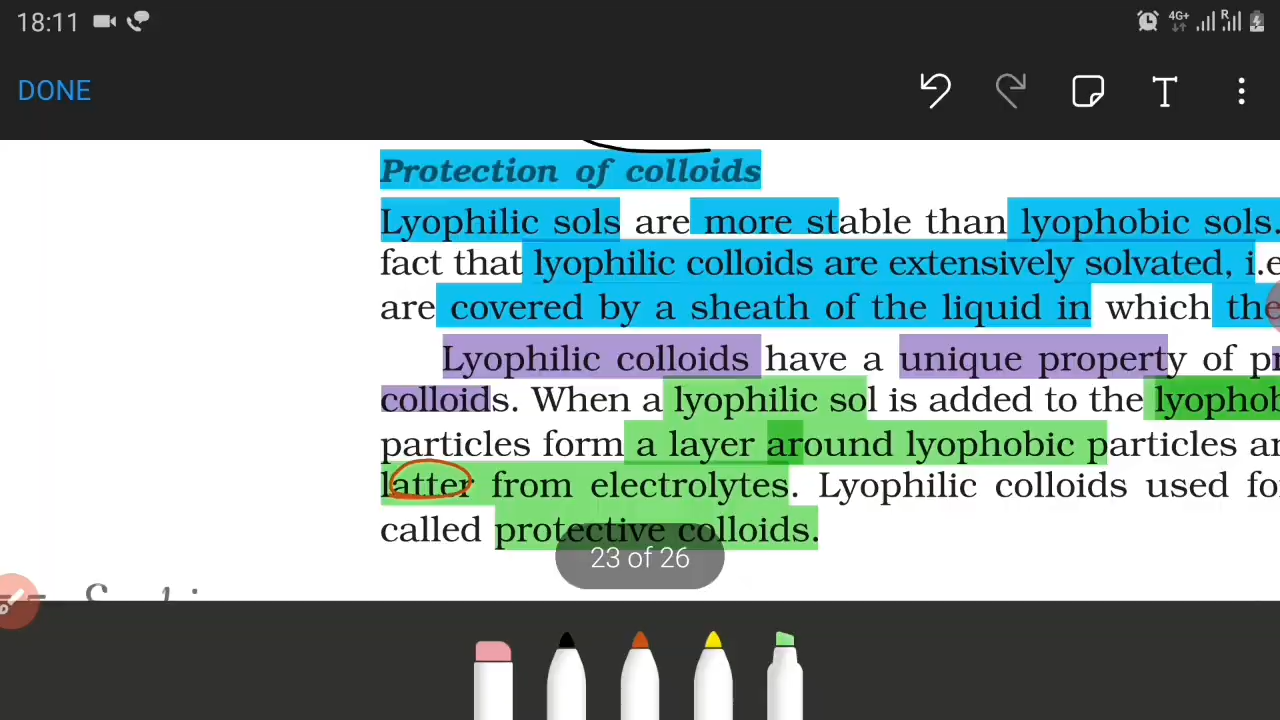 18:11 4G+ R
DONE
Protection of colloids
Lyophilic sols are more stable than lyophobic sols.
fact that lyophilic colloids are extensively solvated, i.e
are covered by a sheath of the liquid in which the
Lyophilic colloids have a unique property of p
colloids. When a lyophilic sol is added to the lyophob
particles form a layer around lyophobic particles a
latter from electrolytes. Lyophilic colloids used fo
called protective colloids.
23 of 26